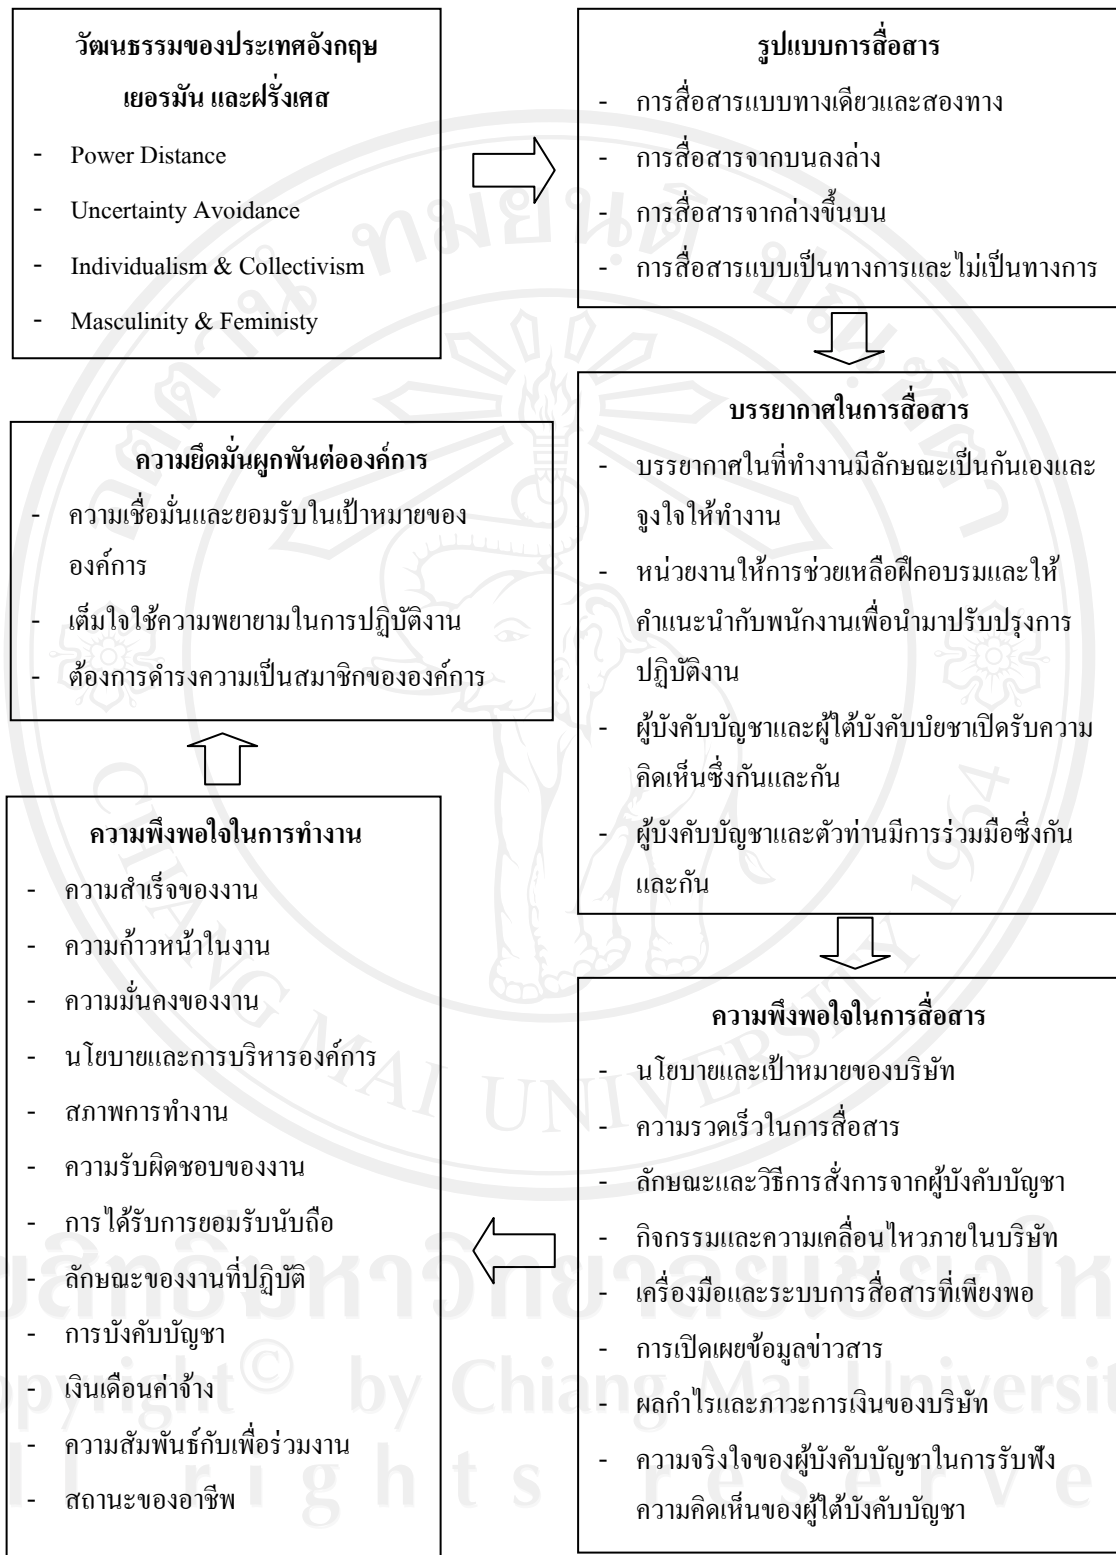 วัฒนธรรมของประเทศอังกฤษ
เยอรมัน และฝรั่งเศส
- Power Distance
- Uncertainty Avoidance
- Individualism & Collectivism
- Masculinity & Feministy
รูปแบบการสื่อสาร
- การสื่อสารแบบทางเดียวและสองทาง
- การสื่อสารจากบนลงล่าง
- การสื่อสารจากล่างขึ้นบน
- การสื่อสารแบบเป็นทางการและไม่เป็นทางการ
บรรยากาศในการสื่อสาร
- บรรยากาศในที่ทำงานมีลักษณะเป็นกันเองและ
จูงใจให้ทำงาน
- หน่วยงานให้การช่วยเหลือฝึกอบรมและให้
คำแนะนำกับพนักงานเพื่อนำมาปรับปรุงการ
ปฏิบัติงาน
- ผู้บังคับบัญชาและผู้ใต้บังคับบํยชาเปิดรับความ
คิดเห็นซึ่งกันและกัน
- ผู้บังคับบัญชาและตัวท่านมีการร่วมมือซึ่งกัน
และกัน
ความพึงพอใจในการสื่อสาร
- นโยบายและเป้าหมายของบริษัท
- ความรวดเร็วในการสื่อสาร
- ลักษณะและวิธีการสั่งการจากผู้บังคับบัญชา
- กิจกรรมและความเคลื่อนไหวภายในบริษัท
- เครื่องมือและระบบการสื่อสารที่เพียงพอ
- การเปิดเผยข้อมูลข่าวสาร
- ผลกำไรและภาวะการเงินของบริษัท
- ความจริงใจของผู้บังคับบัญชาในการรับฟัง
ความคิดเห็นของผู้ใต้บังคับบัญชา
ความพึงพอใจในการทำงาน
- ความสำเร็จของงาน
- ความก้าวหน้าในงาน
- ความมั่นคงของงาน
- นโยบายและการบริหารองค์การ
- สภาพการทำงาน
- ความรับผิดชอบของงาน
- การได้รับการยอมรับนับถือ
- ลักษณะของงานที่ปฏิบัติ
- การบังคับบัญชา
- เงินเดือนค่าจ้าง
- ความสัมพันธ์กับเพื่อร่วมงาน
- สถานะของอาชีพ
ความยึดมั่นผูกพันต่อองค์การ
- ความเชื่อมั่นและยอมรับในเป้าหมายของ
องค์การ
- เต็มใจใช้ความพยายามในการปฏิบัติงาน
- ต้องการดำรงความเป็นสมาชิกขององค์การ
CHIANG MAI UNIVERSITY 1964
by Chiang Mai
rights reserve